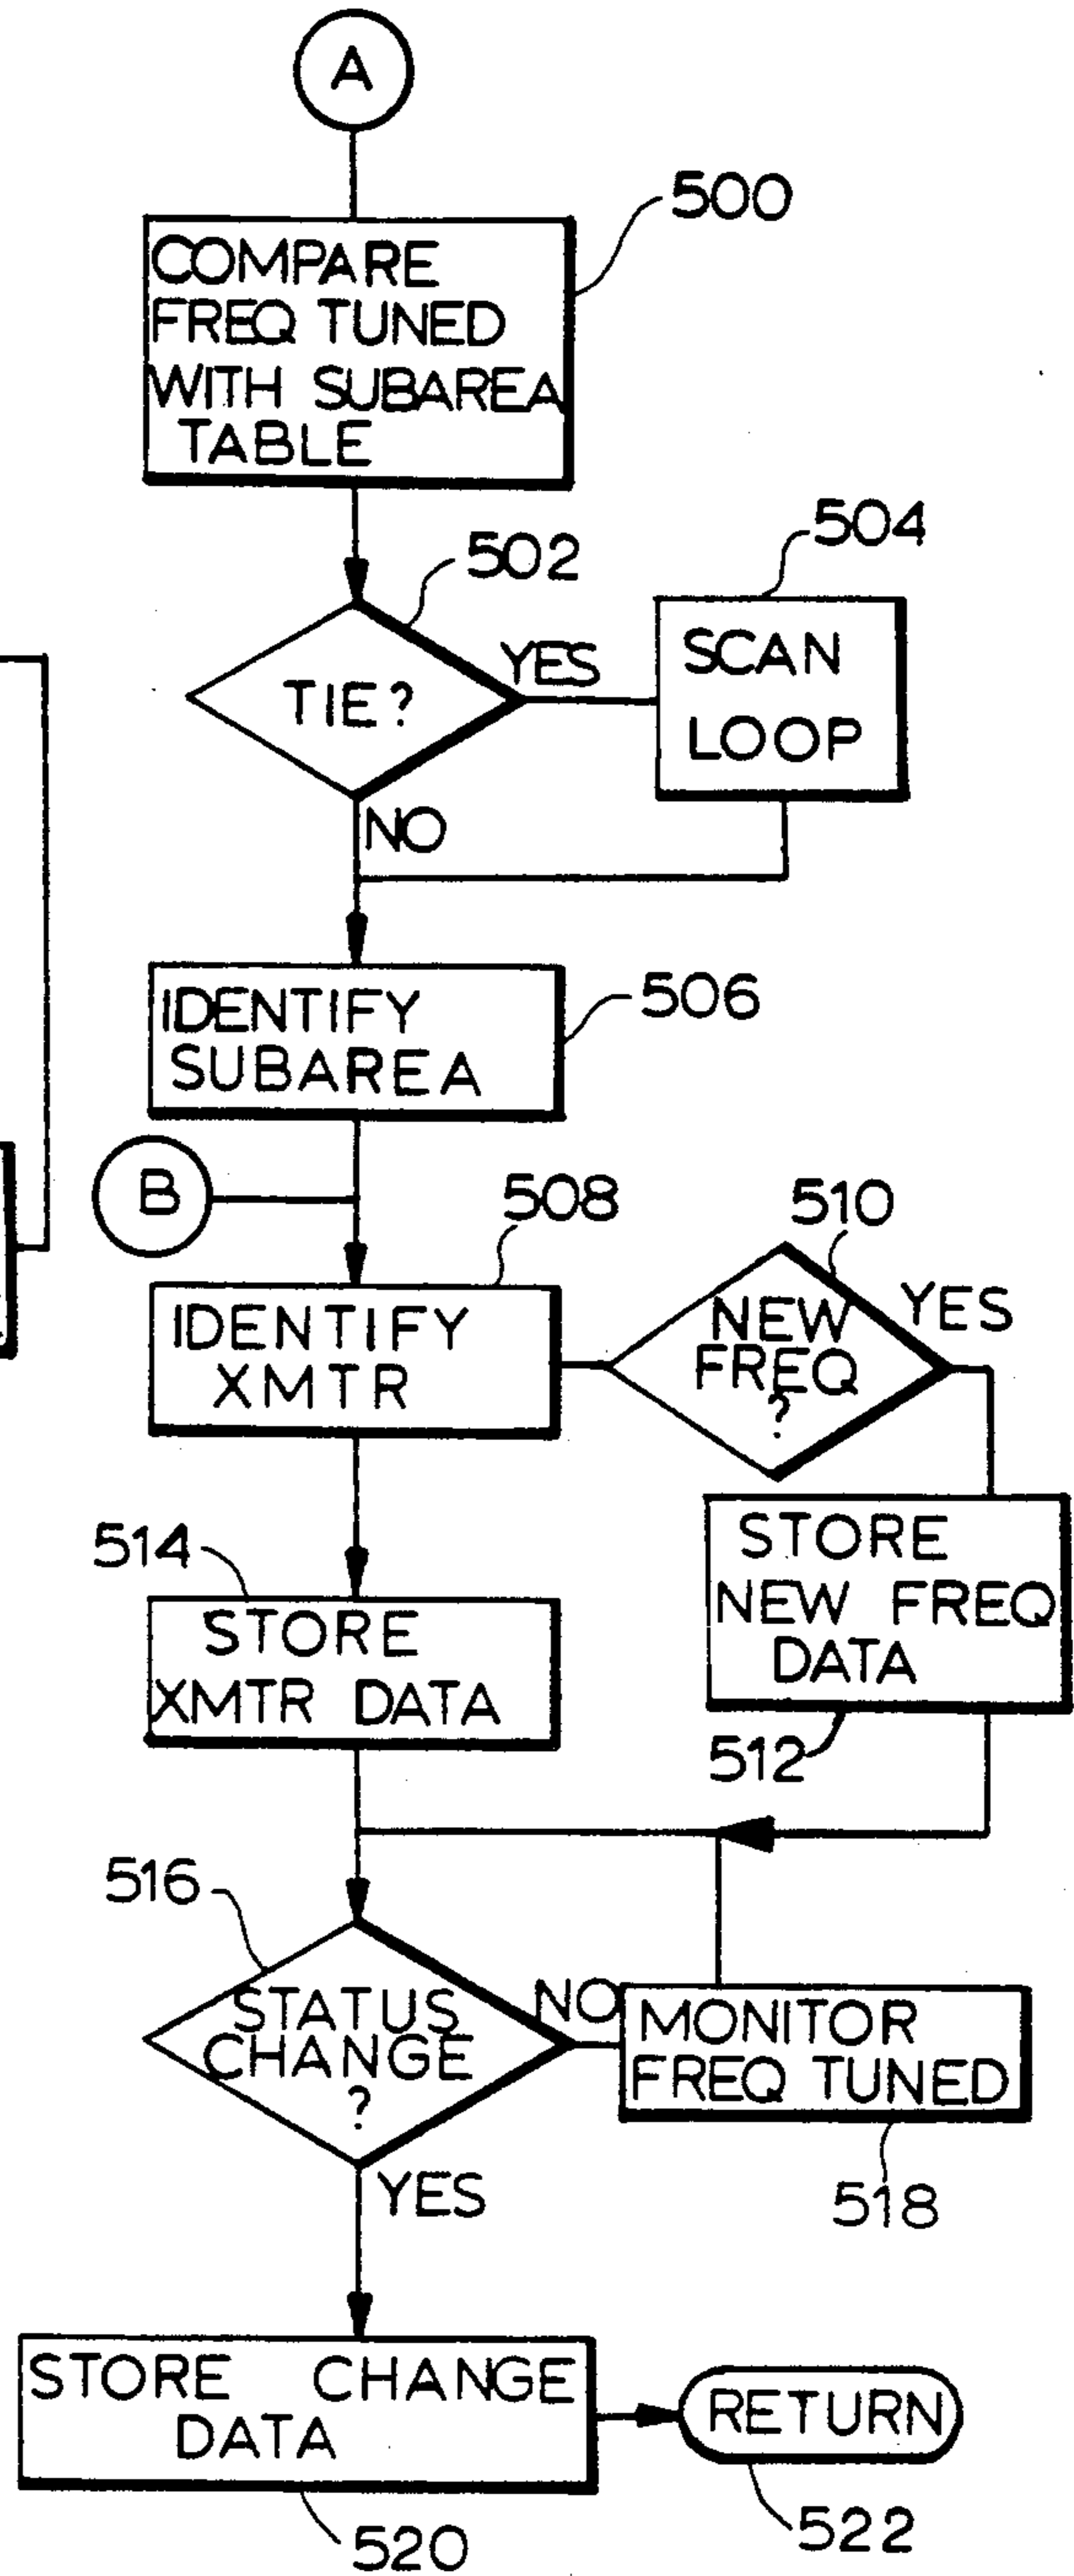 A
500
COMPARE
FREQ TUNED
WITH SUBAREA
TABLE
502
504
TIE?
YES
SCAN
LOOP
NO
IDENTIFY
SUBAREA
506
B
508
510
IDENTIFY
XMTR
NEW
FREQ
?
YES
514
STORE
XMTR DATA
STORE
NEW FREQ
DATA
512
516
STATUS
CHANGE
?
NO
MONITOR
FREQ TUNED
518
YES
STORE CHANGE
DATA
RETURN
520
522